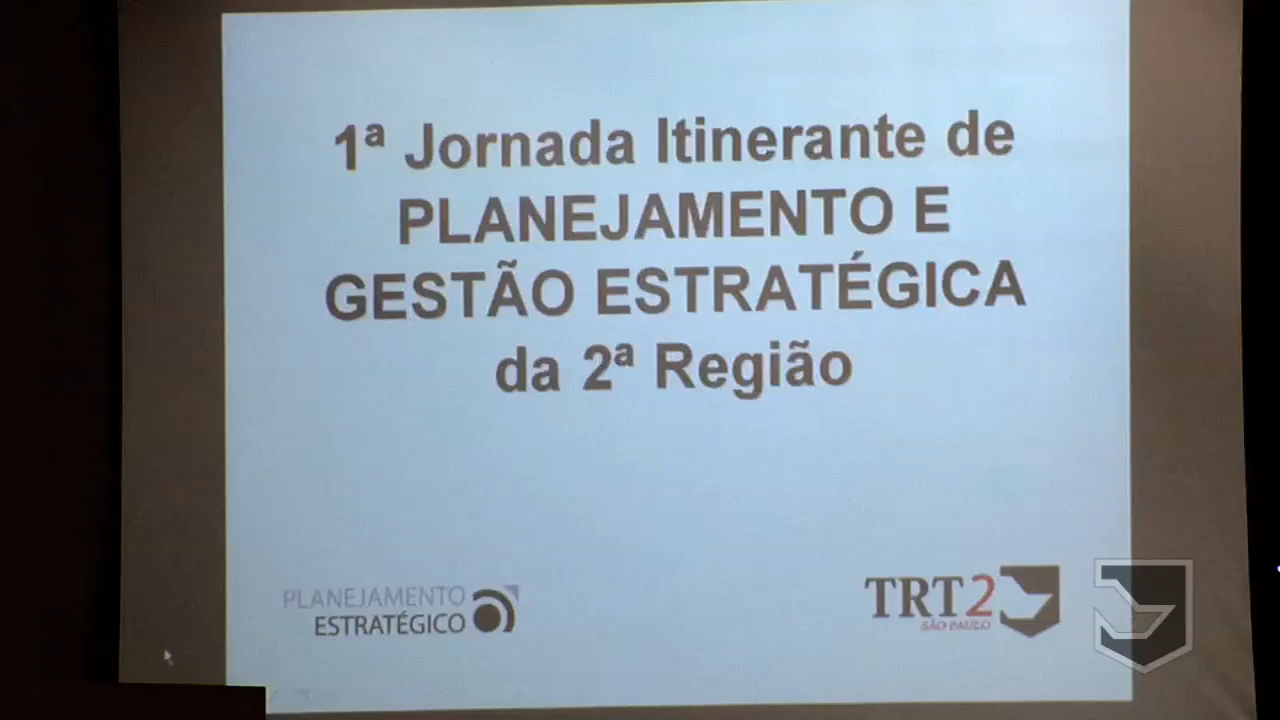 1ª Jornada Itinerante de
PLANEJAMENTO E
GESTÃO ESTRATÉGICA
da 2ª Região
PLANEJAMENTO
ESTRATÉGICO
TRT2
SÃO PAULO